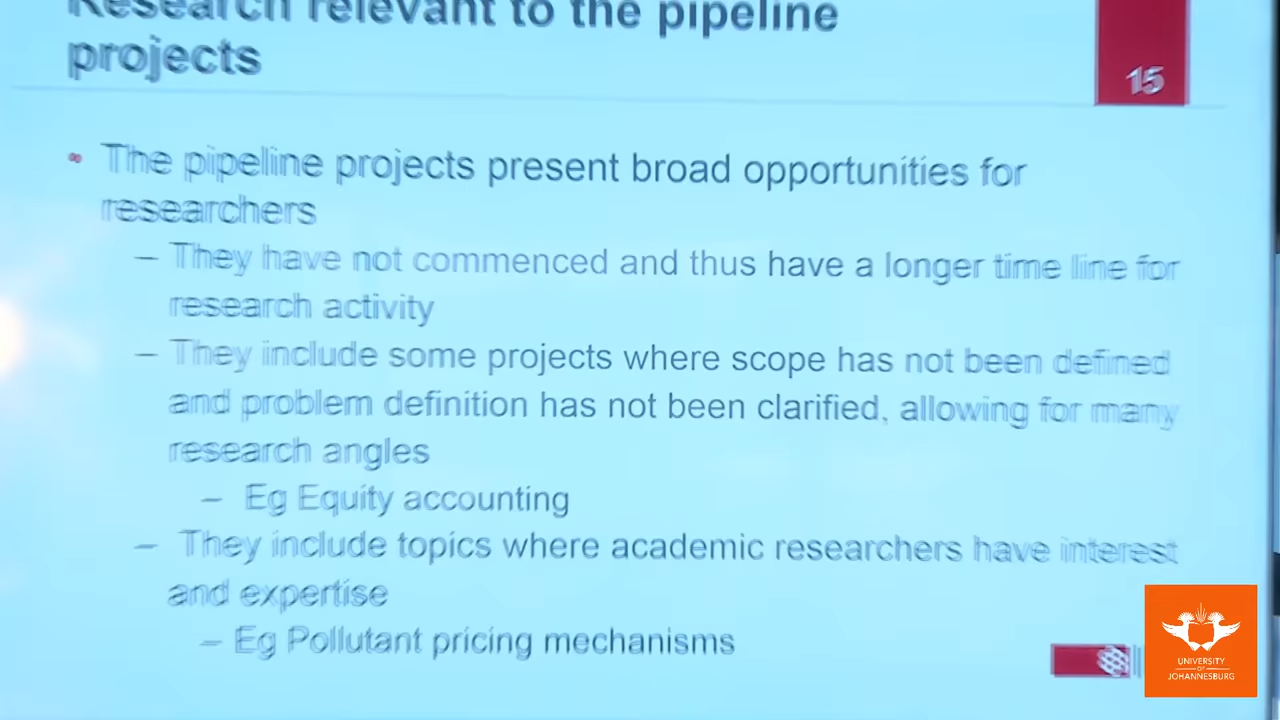 Research relevant to the pipeline
projects
15
• The pipeline projects present broad opportunities for
researchers
– They have not commenced and thus have a longer time line for
research activity
– They include some projects where scope has not been defined
and problem definition has not been clarified, allowing for many
research angles
– Eg Equity accounting
– They include topics where academic researchers have interest
and expertise
– Eg Pollutant pricing mechanisms
UNIVERSITY
OF
JOHANNESBURG